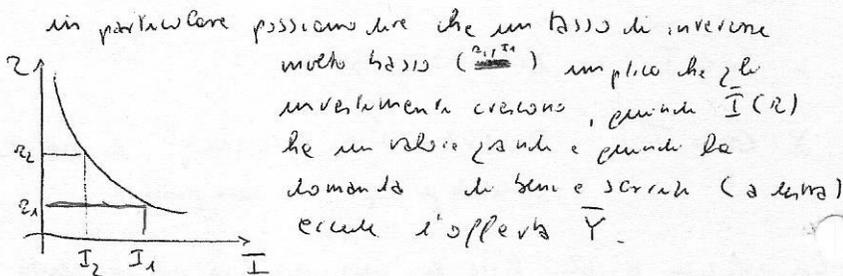 in particolare possiamo dire che un tasso di interesse
molto basso (r₁, I₁) implica che gli
investimenti crescono, quindi Ī(r)
ha un valore grande e quindi la
domanda di beni e servizi (a destra)
eccede l'offerta Ȳ.
r
r₂
r₁
I₂ I₁ Ī